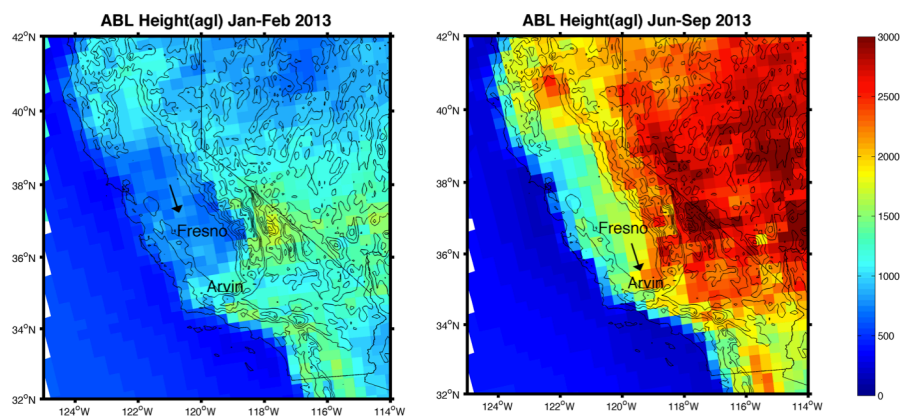 ABL Height(agl) Jan-Feb 2013
42°N
40°N
38°N
36°N
34°N
32°N
124°W
122°W
120°W
118°W
116°W
114°W
Fresno
Arvin
ABL Height(agl) Jun-Sep 2013
42°N
40°N
38°N
36°N
34°N
32°N
124°W
122°W
120°W
118°W
116°W
114°W
Fresno
Arvin
3000
2500
2000
1500
1000
500
0